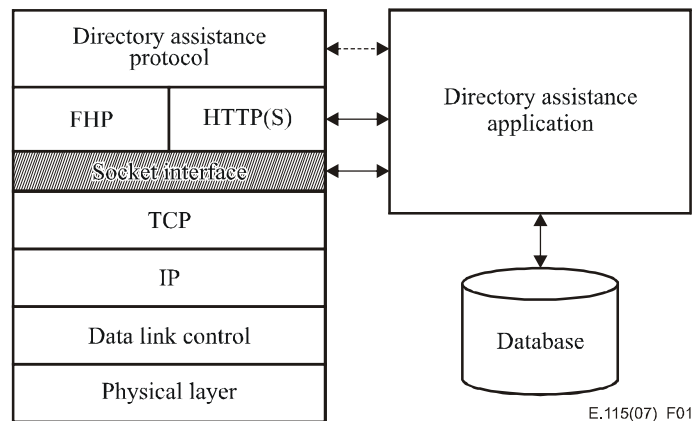 Directory assistance
protocol
FHP
HTTP(S)
Socket interface
TCP
IP
Data link control
Physical layer
Directory assistance
application
Database
E.115(07)_F01